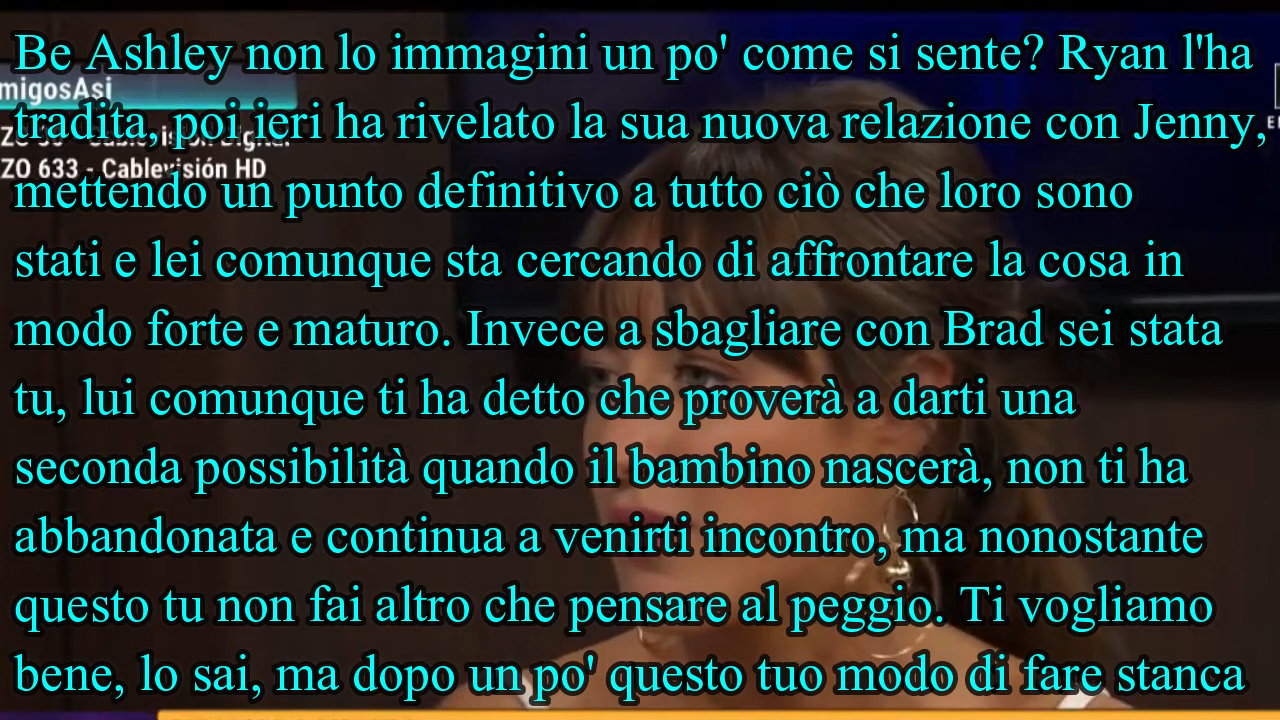 Be Ashley non lo immagini un po' come si sente? Ryan l'ha
migosAsi
tradita, poi ieri ha rivelato la sua nuova relazione con Jenny,
ZO 633 - Cablevisión HD
mettendo un punto definitivo a tutto ciò che loro sono
stati e lei comunque sta cercando di affrontare la cosa in
modo forte e maturo. Invece a sbagliare con Brad sei stata
tu, lui comunque ti ha detto che proverà a darti una
seconda possibilità quando il bambino nascerà, non ti ha
abbandonata e continua a venirti incontro, ma nonostante
questo tu non fai altro che pensare al peggio. Ti vogliamo
bene, lo sai, ma dopo un po' questo tuo modo di fare stanca